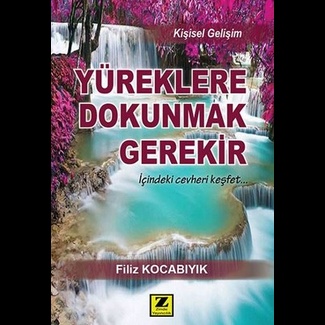 Kişisel Gelişim
YÜREKLERE
DOKUNMAK
GEREKİR
İçindeki cevheri keşfet...
Filiz KOCABIYIK
Z